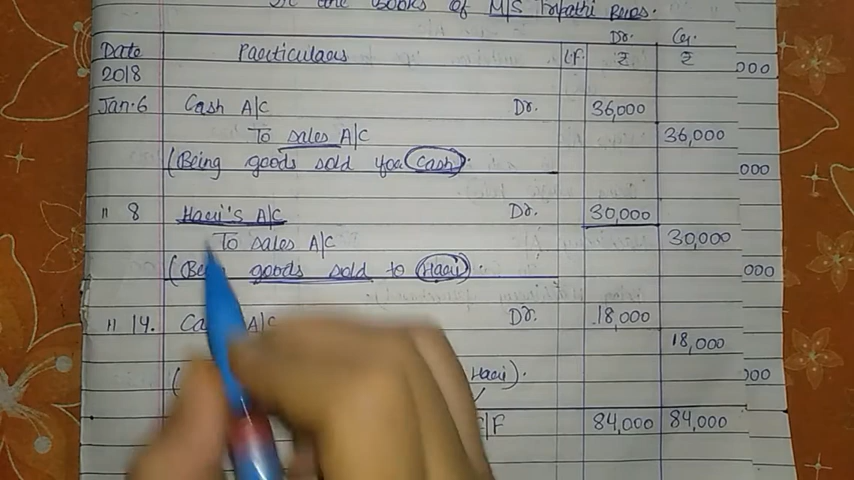 the Books of M/S Tripathi Bros.
Dr. Cr.
Date Particulars L.F. ₹ ₹
2018
000
Jan.6 Cash A/C Dr. 36,000
To sales A/C 36,000
(Being goods sold for Cash). 000
" 8 Hari's A/C Dr. 30,000
To sales A/C 30,000
goods sold to Hari). 000
" 14. A/C Dr. 18,000
18,000
( Hari). 000
/F 84,000 84,000